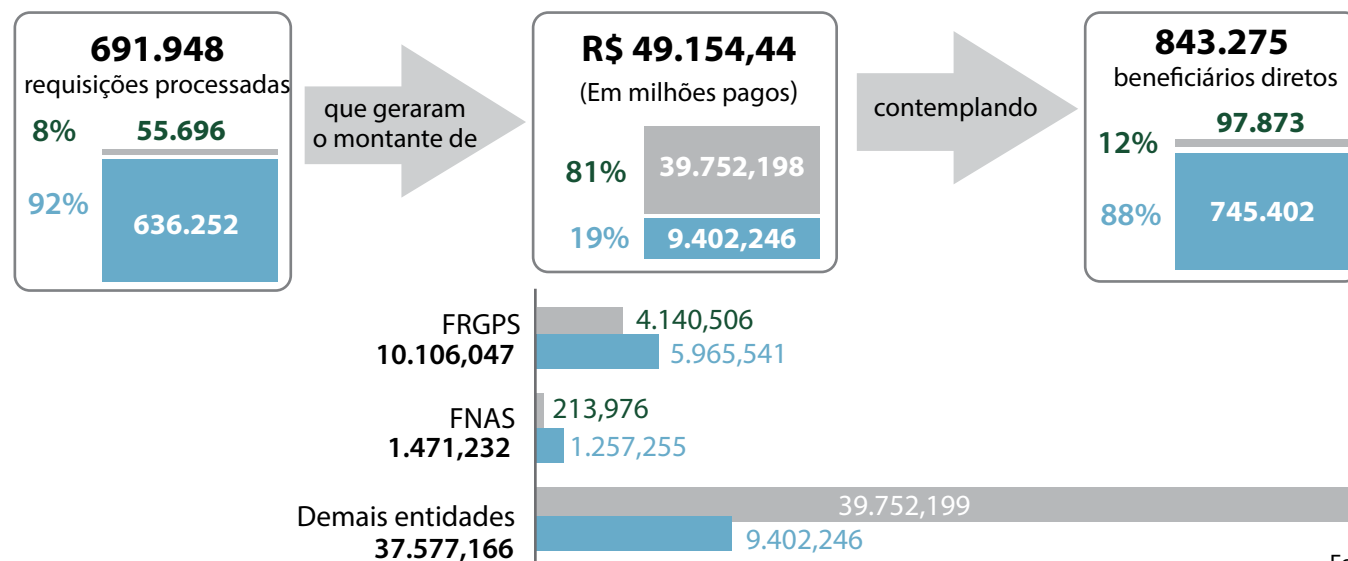 691.948
requisições processadas
8% 55.696
92% 636.252
que geraram
o montante de
R$ 49.154,44
(Em milhões pagos)
81% 39.752,198
19% 9.402,246
contemplando
843.275
beneficiários diretos
97.873
12%
88% 745.402
FRGPS 4.140,506
10.106,047 5.965,541
FNAS 213,976
1.471,232 1.257,255
39.752,199
Demais entidades
9.402,246
37.577,166